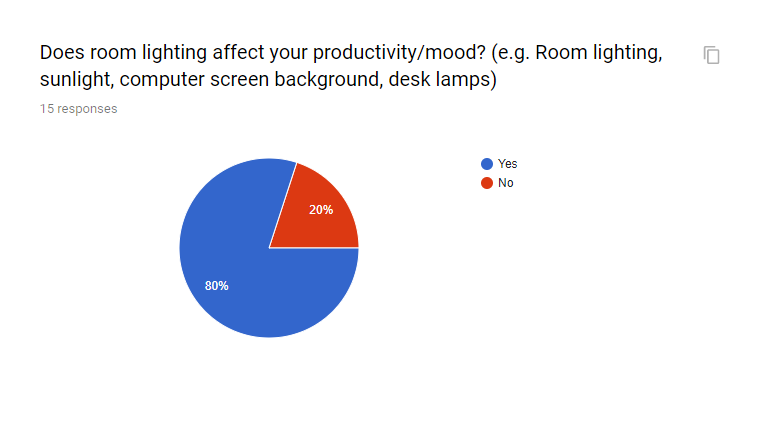 Does room lighting affect your productivity/mood? (e.g. Room lighting,
sunlight, computer screen background, desk lamps)
15 responses
Yes
No
20%
80%